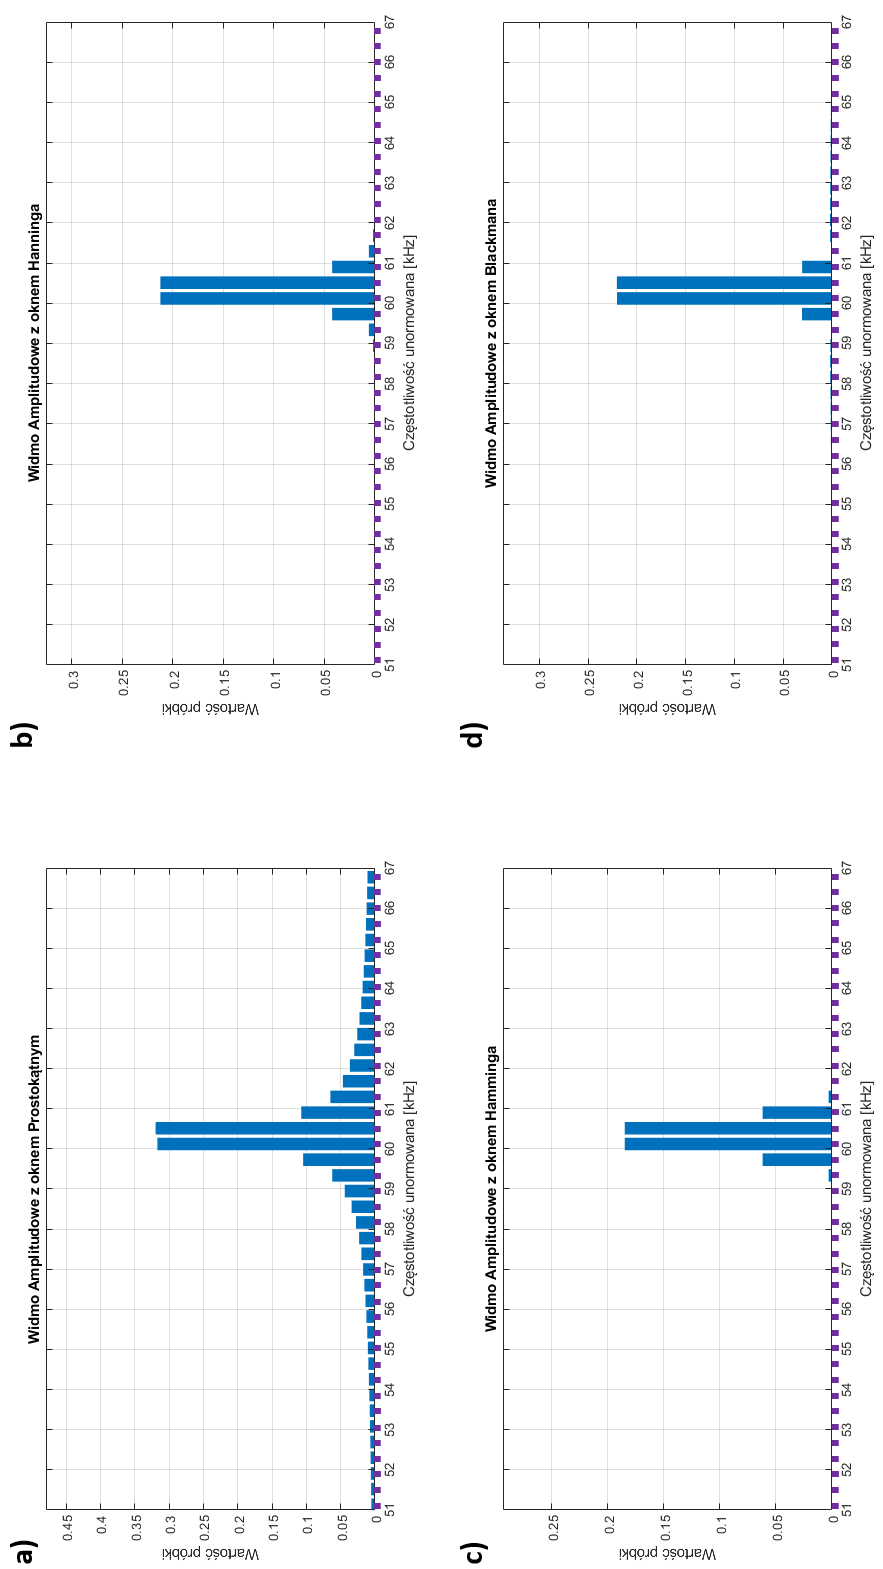 a)
Widmo Amplitudowe z oknem Prostokątnym
Wartość próbki
0.45
0.4
0.35
0.3
0.25
0.2
0.15
0.1
0.05
0
51 52 53 54 55 56 57 58 59 60 61 62 63 64 65 66 67
Częstotliwość unormowana [kHz]
b)
Widmo Amplitudowe z oknem Hanninga
Wartość próbki
0.3
0.25
0.2
0.15
0.1
0.05
0
51 52 53 54 55 56 57 58 59 60 61 62 63 64 65 66 67
Częstotliwość unormowana [kHz]
c)
Widmo Amplitudowe z oknem Hamminga
Wartość próbki
0.25
0.2
0.15
0.1
0.05
0
51 52 53 54 55 56 57 58 59 60 61 62 63 64 65 66 67
Częstotliwość unormowana [kHz]
d)
Widmo Amplitudowe z oknem Blackmana
Wartość próbki
0.3
0.25
0.2
0.15
0.1
0.05
0
51 52 53 54 55 56 57 58 59 60 61 62 63 64 65 66 67
Częstotliwość unormowana [kHz]